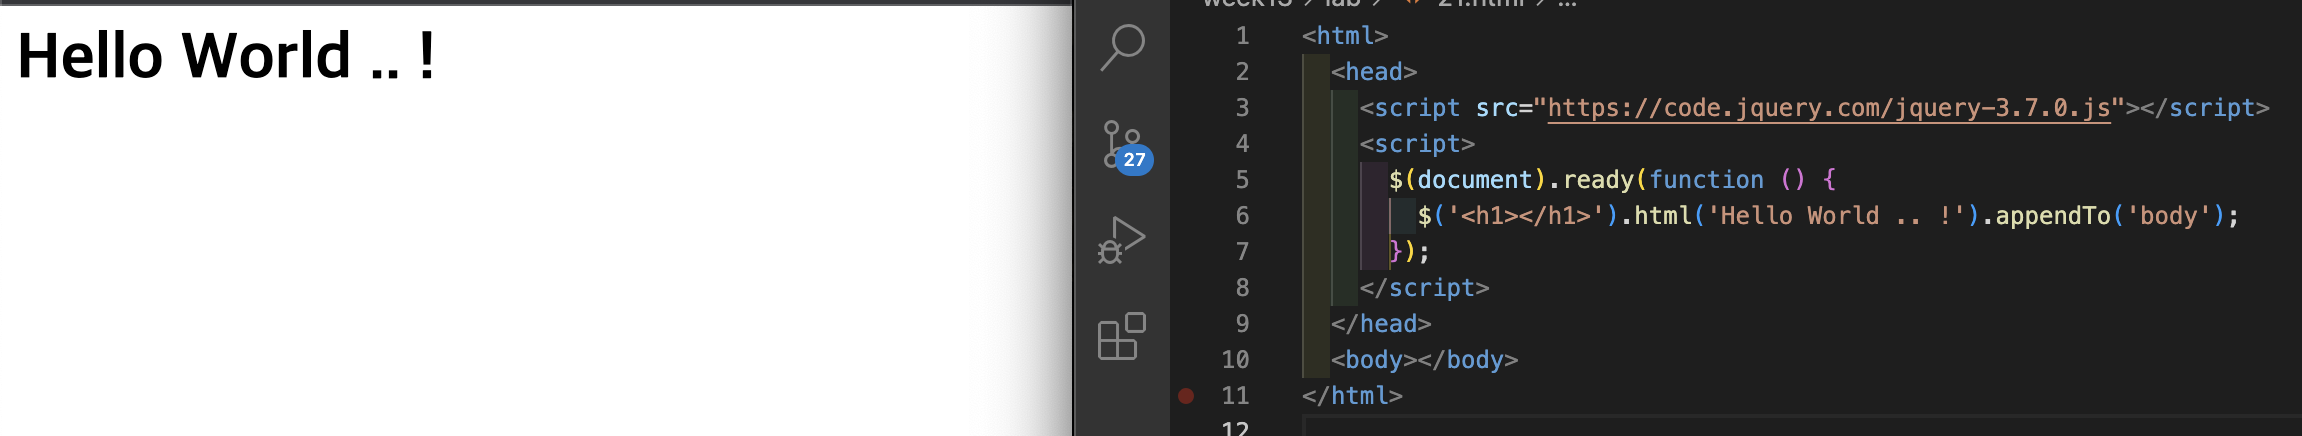 Hello World .. !
27
1 <html>
2 <head>
3 <script src="https://code.jquery.com/jquery-3.7.0.js"></script>
4 <script>
5 $(document).ready(function () {
6 $('<h1></h1>').html('Hello World .. !').appendTo('body');
7 });
8 </script>
9 </head>
10 <body></body>
11 </html>
12